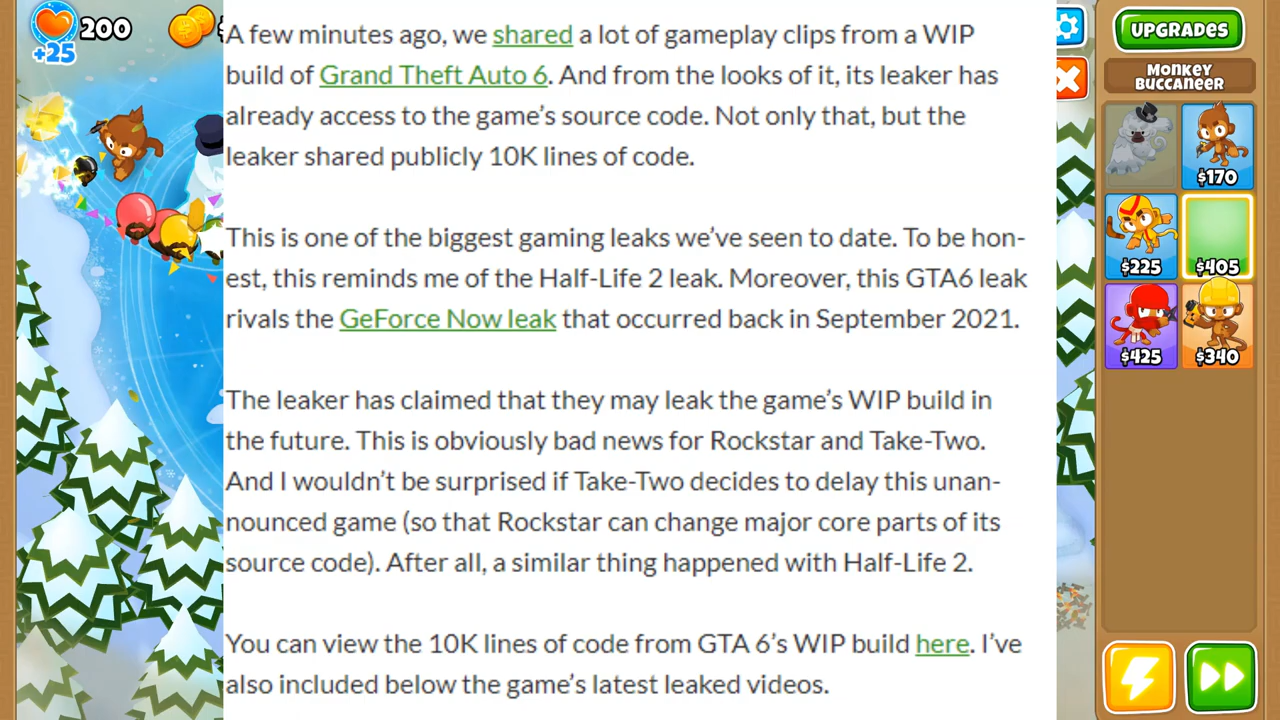 200
+25
A few minutes ago, we shared a lot of gameplay clips from a WIP
build of Grand Theft Auto 6. And from the looks of it, its leaker has
already access to the game's source code. Not only that, but the
leaker shared publicly 10K lines of code.
This is one of the biggest gaming leaks we've seen to date. To be hon-
est, this reminds me of the Half-Life 2 leak. Moreover, this GTA6 leak
rivals the GeForce Now leak that occurred back in September 2021.
The leaker has claimed that they may leak the game's WIP build in
the future. This is obviously bad news for Rockstar and Take-Two.
And I wouldn't be surprised if Take-Two decides to delay this unan-
nounced game (so that Rockstar can change major core parts of its
source code). After all, a similar thing happened with Half-Life 2.
You can view the 10K lines of code from GTA 6's WIP build here. I've
also included below the game's latest leaked videos.
UPGRADES
MONKEY
BUCCANEER
$170
$225
$405
$425
$340